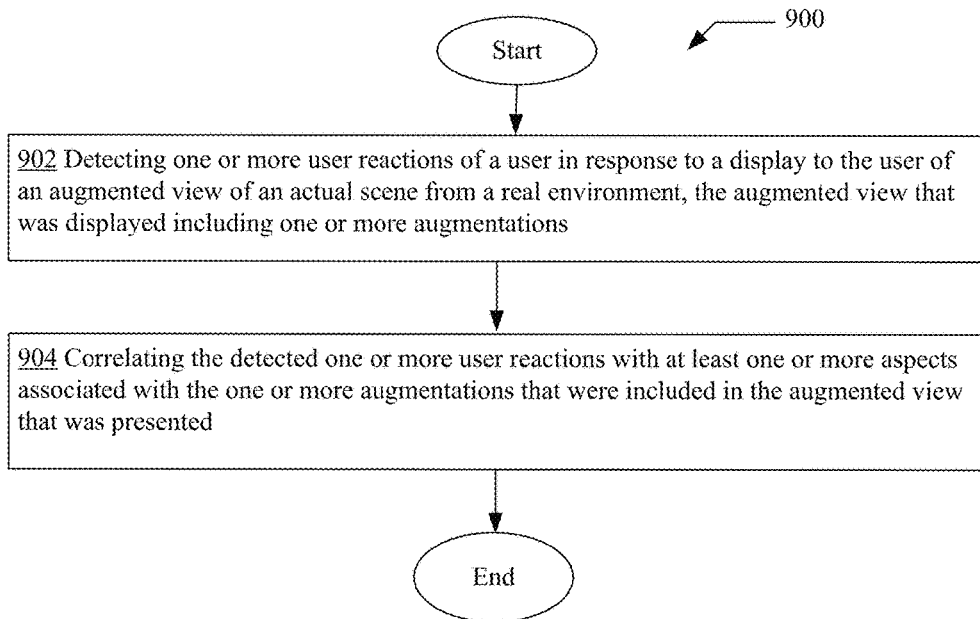 900
Start
902 Detecting one or more user reactions of a user in response to a display to the user of
an augmented view of an actual scene from a real environment, the augmented view that
was displayed including one or more augmentations
904 Correlating the detected one or more user reactions with at least one or more aspects
associated with the one or more augmentations that were included in the augmented view
that was presented
End